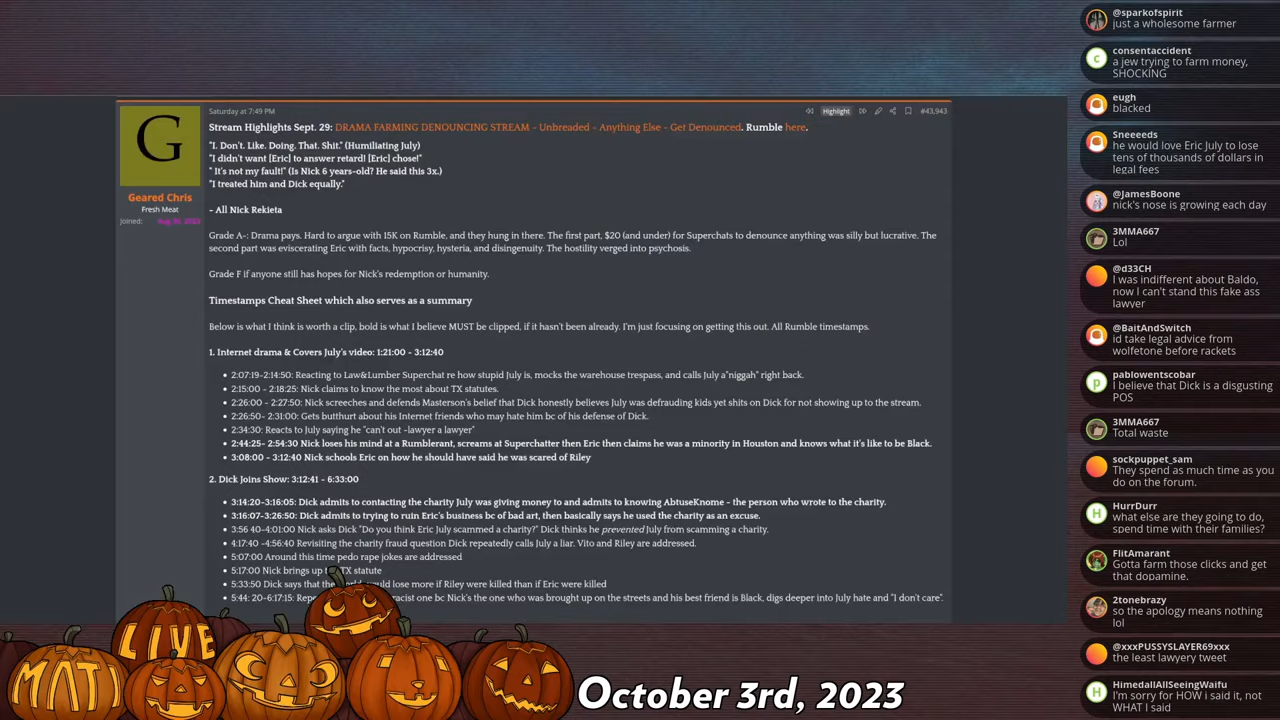 Saturday at 7:49 PM
Highlight
#43,943
G
Geared Chris
Fresh Meat
Joined: Aug 30, 2023
Stream Highlights Sept. 29: DRAMA FARMING DENOUNCING STREAM - Unbreaded - Anything Else - Get Denounced. Rumble here.
"I. Don't. Like. Doing. That. Shit." (Humiliating July)
"I didn't want [Eric] to answer retard! [Eric] chose!"
" It's not my fault!" (Is Nick 6 years-old? He said this 3x.)
"I treated him and Dick equally."
- All Nick Rekieta
Grade A-: Drama pays. Hard to argue with 15K on Rumble, and they hung in there. The first part, $20 (and under) for Superchats to denounce anything was silly but lucrative. The
second part was eviscerating Eric with facts, hypocrisy, hysteria, and disingenuity. The hostility verged into psychosis.
Grade F if anyone still has hopes for Nick's redemption or humanity.
Timestamps Cheat Sheet which also serves as a summary
Below is what I think is worth a clip, bold is what I believe MUST be clipped, if it hasn't been already. I'm just focusing on getting this out. All Rumble timestamps.
1. Internet drama & Covers July's video: 1:21:00 - 3:12:40
• 2:07:19-2:14:50: Reacting to Law&Lumber Superchat re how stupid July is, mocks the warehouse trespass, and calls July a"niggah" right back.
• 2:15:00 - 2:18:25: Nick claims to know the most about TX statutes.
• 2:26:00 - 2:27:50: Nick screeches and defends Masterson's belief that Dick honestly believes July was defrauding kids yet shits on Dick for not showing up to the stream.
• 2:26:50- 2:31:00: Gets butthurt about his Internet friends who may hate him bc of his defense of Dick.
• 2:34:30: Reacts to July saying he "can't out -lawyer a lawyer"
• 2:44:25- 2:54:30 Nick loses his mind at a Rumblerant, screams at Superchatter then Eric then claims he was a minority in Houston and knows what it's like to be Black.
• 3:08:00 - 3:12:40 Nick schools Eric on how he should have said he was scared of Riley
2. Dick Joins Show: 3:12:41 - 6:33:00
• 3:14:20-3:16:05: Dick admits to contacting the charity July was giving money to and admits to knowing AbtuseKnome - the person who wrote to the charity.
• 3:16:07-3:26:50: Dick admits to trying to ruin Eric's business bc of bad art, then basically says he used the charity as an excuse.
• 3:56 40-4:01:00 Nick asks Dick "Do you think Eric July scammed a charity?" Dick thinks he prevented July from scamming a charity.
• 4:17:40 -4:56:40 Revisiting the charity fraud question Dick repeatedly calls July a liar. Vito and Riley are addressed.
• 5:07:00 Around this time pedo rape jokes are addressed
• 5:17:00 Nick brings up TX statute
• 5:33:50 Dick says that the would lose more if Riley were killed than if Eric were killed
• 5:44: 20-6:17:15: racist one bc Nick's the one who was brought up on the streets and his best friend is Black, digs deeper into July hate and "I don't care".
MATI
LIVE
October 3rd, 2023
@sparkofspirit
just a wholesome farmer
consentaccident
a jew trying to farm money,
SHOCKING
eugh
blacked
Sneeeeds
he would love Eric July to lose
tens of thousands of dollars in
legal fees
@JamesBoone
nick's nose is growing each day
3MMA667
Lol
@d33CH
I was indifferent about Baldo,
now I can't stand this fake ass
lawyer
@BaitAndSwitch
id take legal advice from
wolfetone before rackets
pablowentscobar
I believe that Dick is a disgusting
POS
3MMA667
Total waste
sockpuppet_sam
They spend as much time as you
do on the forum.
HurrDurr
what else are they going to do,
spend time with their families?
FlitAmarant
Gotta farm those clicks and get
that dopamine.
2tonebrazy
so the apology means nothing
lol
@xxxPUSSYSLAYER69xxx
the least lawyery tweet
HimedallAllSeeingWaifu
I'm sorry for HOW i said it, not
WHAT I said